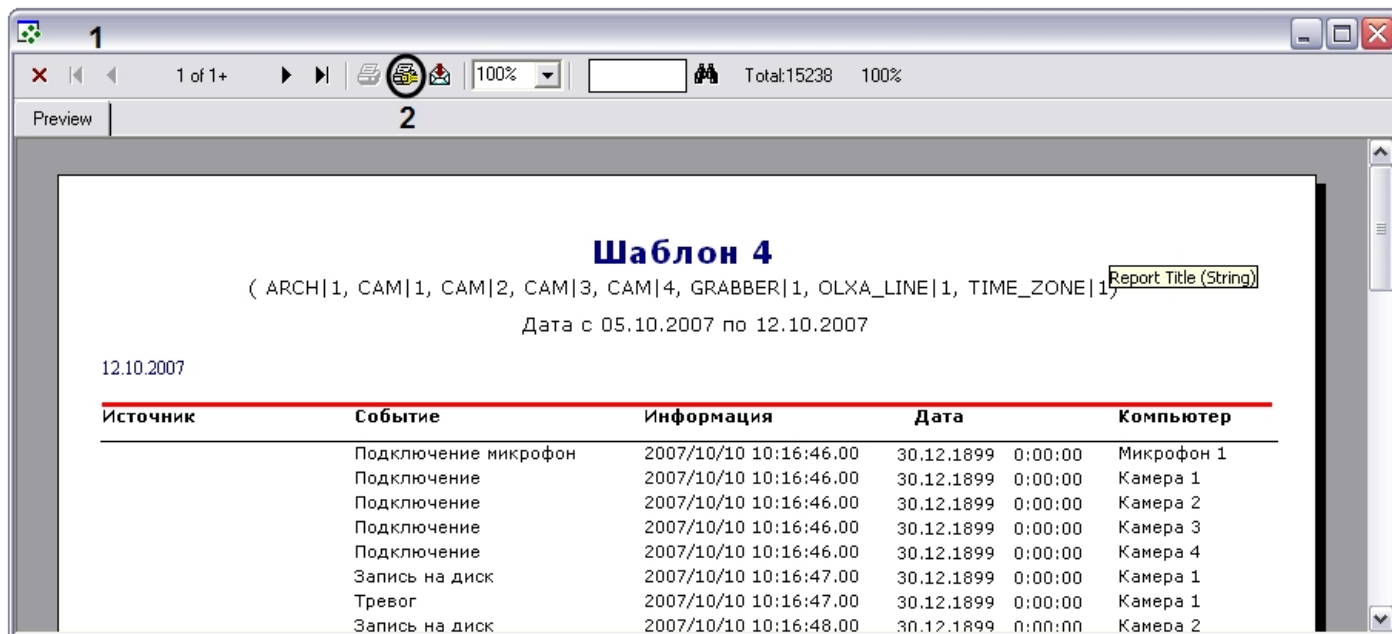 1
1 of 1+ 100% Total:15238 100%
2
Preview
Шаблон 4
( ARCH|1, CAM|1, CAM|2, CAM|3, CAM|4, GRABBER|1, OLXA_LINE|1, TIME_ZONE|1)
Report Title (String)
Дата с 05.10.2007 по 12.10.2007
12.10.2007
Источник Событие Информация Дата Компьютер
Подключение микрофон 2007/10/10 10:16:46.00 30.12.1899 0:00:00 Микрофон 1
Подключение 2007/10/10 10:16:46.00 30.12.1899 0:00:00 Камера 1
Подключение 2007/10/10 10:16:46.00 30.12.1899 0:00:00 Камера 2
Подключение 2007/10/10 10:16:46.00 30.12.1899 0:00:00 Камера 3
Подключение 2007/10/10 10:16:46.00 30.12.1899 0:00:00 Камера 4
Запись на диск 2007/10/10 10:16:47.00 30.12.1899 0:00:00 Камера 1
Тревог 2007/10/10 10:16:47.00 30.12.1899 0:00:00 Камера 1
Запись на диск 2007/10/10 10:16:48.00 30.12.1899 0:00:00 Камера 2